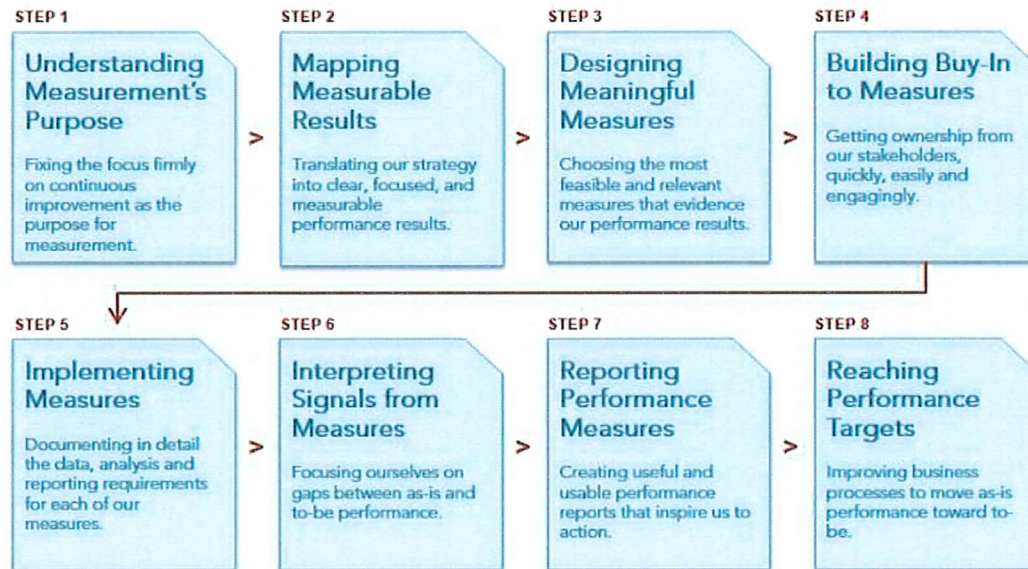 STEP 1
Understanding
Measurement's
Purpose
Fixing the focus firmly
on continuous
improvement as the
purpose for
measurement.
>
STEP 2
Mapping
Measurable
Results
Translating our strategy
into clear, focused, and
measurable
performance results.
>
STEP 3
Designing
Meaningful
Measures
Choosing the most
feasible and relevant
measures that evidence
our performance results.
>
STEP 4
Building Buy-In
to Measures
Getting ownership from
our stakeholders,
quickly, easily and
engagingly.
STEP 5
Implementing
Measures
Documenting in detail
the data, analysis and
reporting requirements
for each of our
measures.
>
STEP 6
Interpreting
Signals from
Measures
Focusing ourselves on
gaps between as-is and
to-be performance.
>
STEP 7
Reporting
Performance
Measures
Creating useful and
usable performance
reports that inspire us to
action.
>
STEP 8
Reaching
Performance
Targets
Improving business
processes to move as-is
performance toward to-
be.